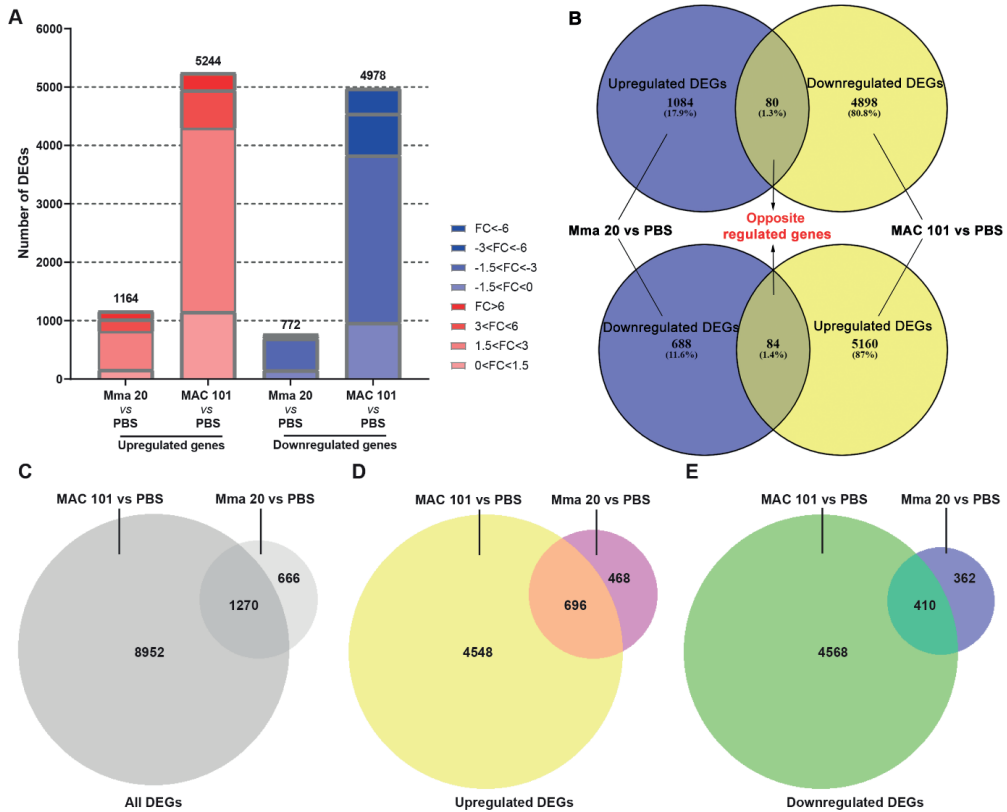 A
Number of DEGs
6000
5000
4000
3000
2000
1000
0
1164
5244
772
4978
Mma 20
vs
PBS
MAC 101
vs
PBS
Mma 20
vs
PBS
MAC 101
vs
PBS
Upregulated genes
Downregulated genes
FC<-6
-3<FC<-6
-1.5<FC<-3
-1.5<FC<0
FC>6
3<FC<6
1.5<FC<3
0<FC<1.5
B
Upregulated DEGs
1084
(17.9%)
80
(1.3%)
Downregulated DEGs
4898
(80.8%)
Mma 20 vs PBS
Opposite
regulated genes
MAC 101 vs PBS
Downregulated DEGs
688
(11.6%)
84
(1.4%)
Upregulated DEGs
5160
(87%)
C
MAC 101 vs PBS
Mma 20 vs PBS
666
1270
8952
All DEGs
D
MAC 101 vs PBS
Mma 20 vs PBS
468
696
4548
Upregulated DEGs
E
MAC 101 vs PBS
Mma 20 vs PBS
362
410
4568
Downregulated DEGs